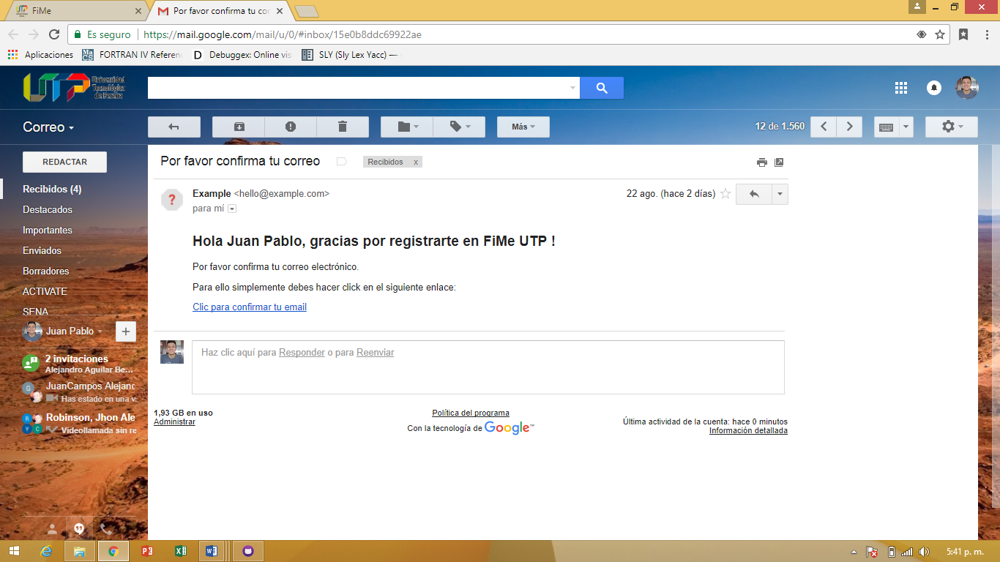 FiMe
Por favor confirma tu co
Es seguro
https://mail.google.com/mail/u/0/#inbox/15e0b8ddc69922ae
Aplicaciones
FORTRAN IV Referen
Debuggex: Online vis
SLY (Sly Lex Yacc) —
UTP Universidad
Tecnológica
de Pereira
Correo
Más
12 de 1.560
REDACTAR
Por favor confirma tu correo
Recibidos x
Recibidos (4)
Destacados
Importantes
Enviados
Borradores
ACTIVATE
SENA
Example <hello@example.com>
22 ago. (hace 2 días)
para mí
Hola Juan Pablo, gracias por registrarte en FiMe UTP !
Por favor confirma tu correo electrónico.
Para ello simplemente debes hacer click en el siguiente enlace:
Clic para confirmar tu email
Juan Pablo
2 invitaciones
Alejandro Aguilar Be...
JuanCampos Alejand
Has estado en una v
Robinson, Jhon Ale
Videollamada sin re
Haz clic aquí para Responder o para Reenviar
1,93 GB en uso
Administrar
Política del programa
Con la tecnología de Google™
Última actividad de la cuenta: hace 0 minutos
Información detallada
5:41 p. m.